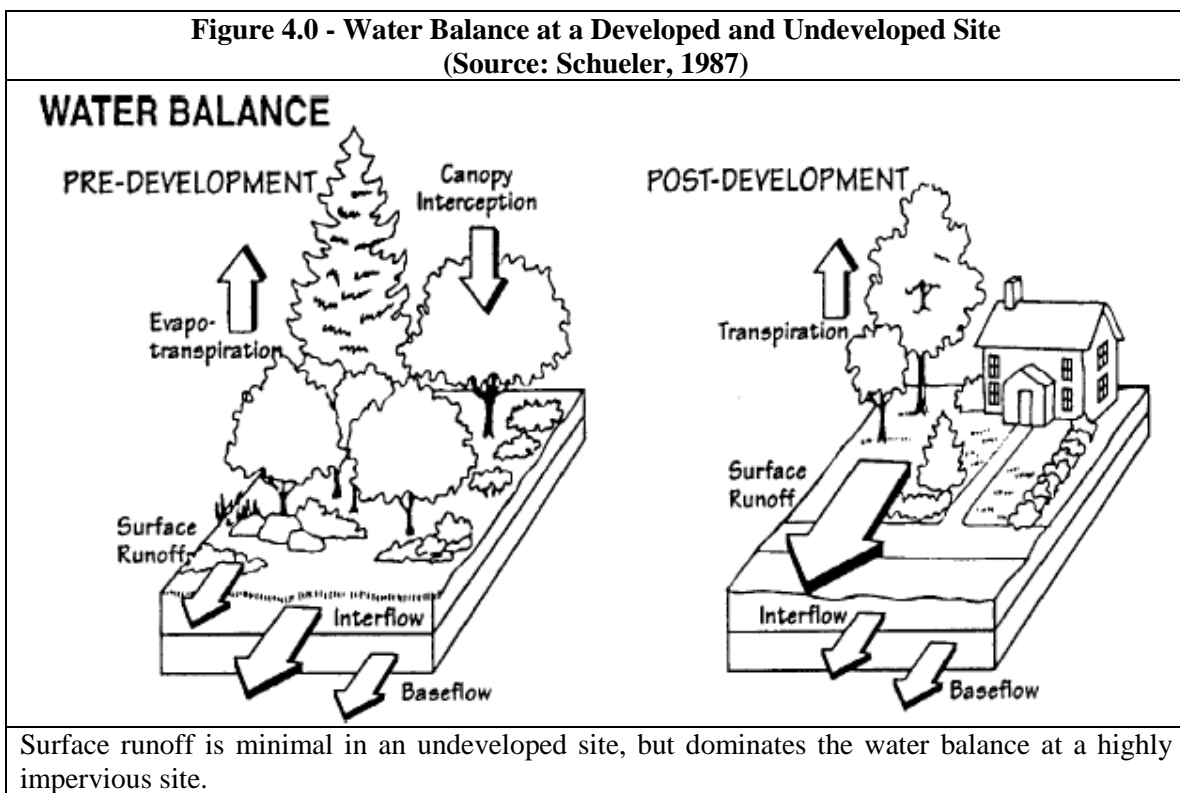 Figure 4.0 - Water Balance at a Developed and Undeveloped Site
(Source: Schueler, 1987)
WATER BALANCE
PRE-DEVELOPMENT
Canopy
Interception
Evapo-
transpiration
Surface
Runoff
Interflow
Baseflow
POST-DEVELOPMENT
Transpiration
Surface
Runoff
Interflow
Baseflow
Surface runoff is minimal in an undeveloped site, but dominates the water balance at a highly
impervious site.